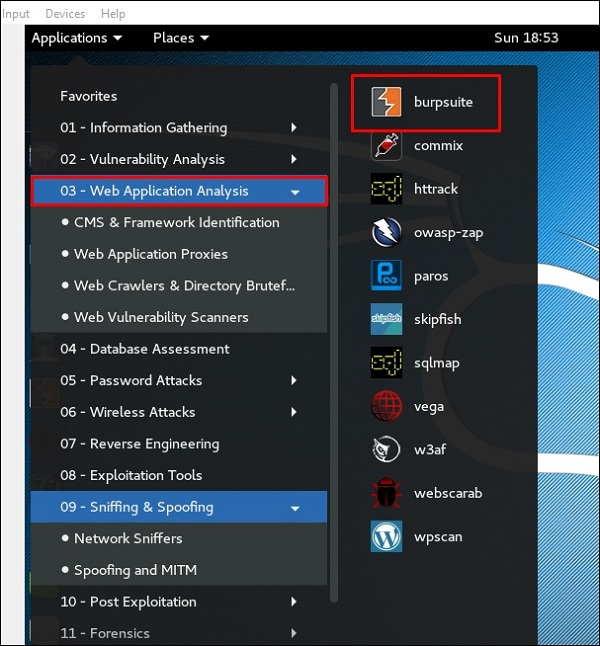 Input Devices Help
Applications Places Sun 18:53
Favorites
01 - Information Gathering
02 - Vulnerability Analysis
03 - Web Application Analysis
CMS & Framework Identification
Web Application Proxies
Web Crawlers & Directory Brutef...
Web Vulnerability Scanners
04 - Database Assessment
05 - Password Attacks
06 - Wireless Attacks
07 - Reverse Engineering
08 - Exploitation Tools
09 - Sniffing & Spoofing
Network Sniffers
Spoofing and MITM
10 - Post Exploitation
11 - Forensics
burpsuite
commix
httrack
owasp-zap
paros
skipfish
skipfish
sqlmap
vega
w3af
webscarab
wpscan